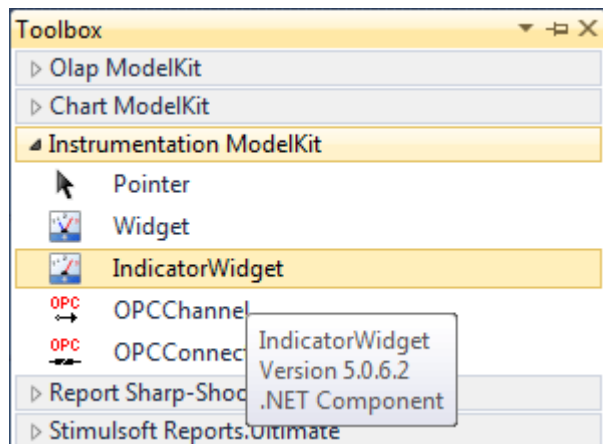 Toolbox
Olap ModelKit
Chart ModelKit
Instrumentation ModelKit
Pointer
Widget
IndicatorWidget
OPC OPCChannel
OPC OPCConnect
IndicatorWidget
Version 5.0.6.2
.NET Component
Report Sharp-Shoo
Stimulsoft Reports.Ultimate